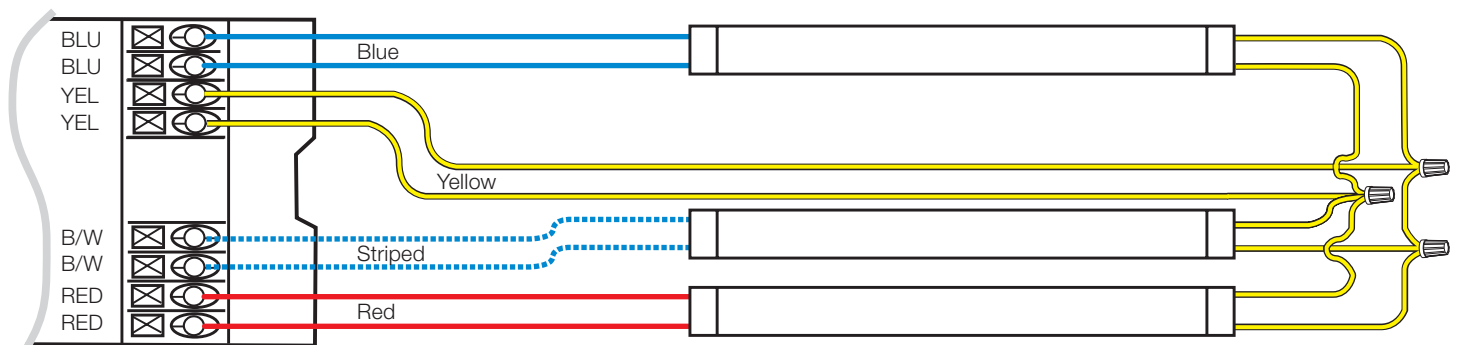 BLU
Blue
BLU
YEL
YEL
Yellow
B/W
Striped
B/W
RED
Red
RED